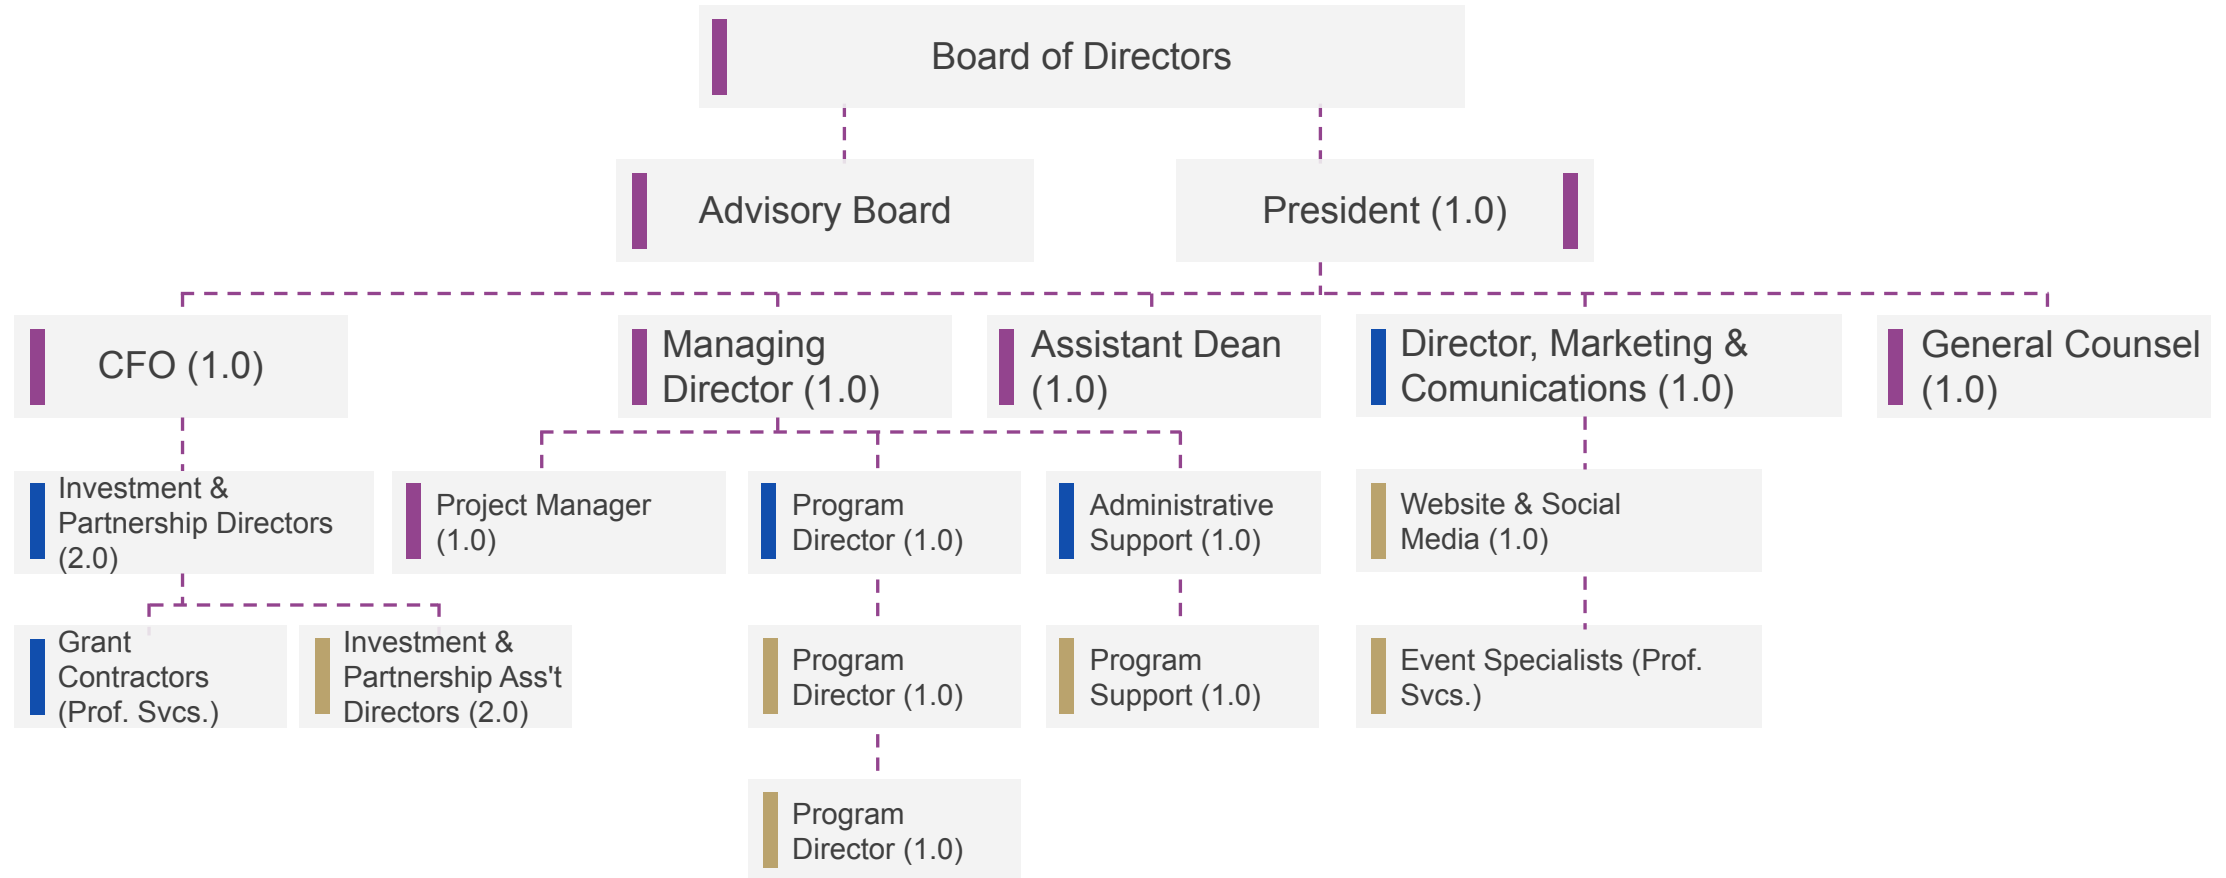 Board of Directors
Advisory Board
President (1.0)
CFO (1.0)
Managing
Director (1.0)
Assistant Dean
(1.0)
Director, Marketing &
Comunications (1.0)
General Counsel
(1.0)
Investment &
Partnership Directors
(2.0)
Project Manager
(1.0)
Program
Director (1.0)
Administrative
Support (1.0)
Website & Social
Media (1.0)
Grant
Contractors
(Prof. Svcs.)
Investment &
Partnership Ass't
Directors (2.0)
Program
Director (1.0)
Program
Support (1.0)
Event Specialists (Prof.
Svcs.)
Program
Director (1.0)